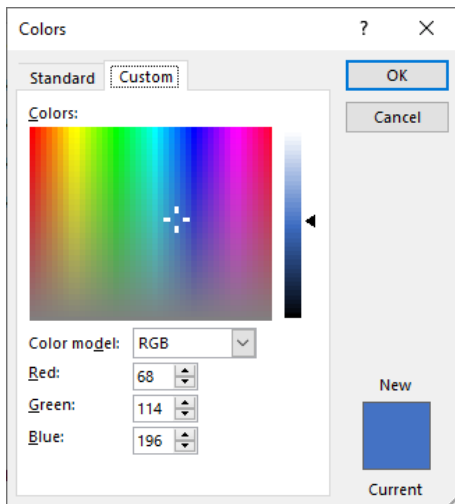 Colors
?
Standard
Custom
OK
Cancel
Colors:
Color model:
RGB
Red:
68
Green:
114
Blue:
196
New
Current